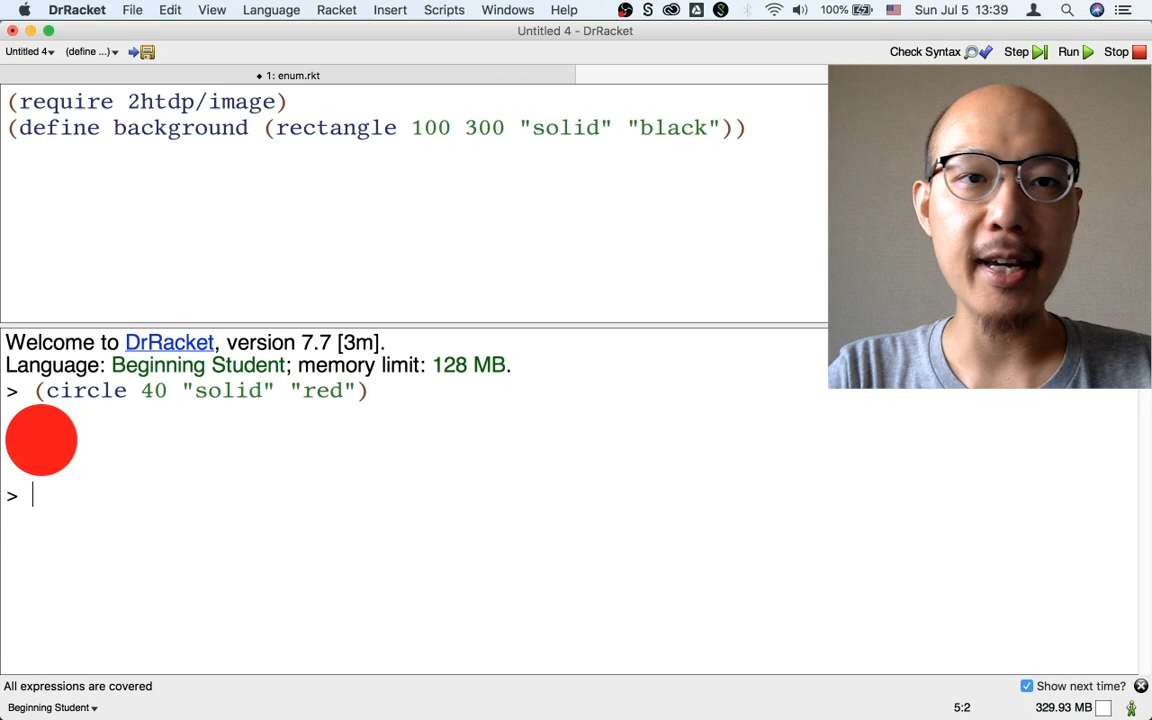 DrRacket File Edit View Language Racket Insert Scripts Windows Help 100% Sun Jul 5 13:39
Untitled 4 - DrRacket
Untitled 4 (define ...) Check Syntax Step Run Stop
1: enum.rkt
(require 2htdp/image)
(define background (rectangle 100 300 "solid" "black"))
Welcome to DrRacket, version 7.7 [3m].
Language: Beginning Student; memory limit: 128 MB.
> (circle 40 "solid" "red")
>
All expressions are covered Show next time?
Beginning Student 5:2 329.93 MB